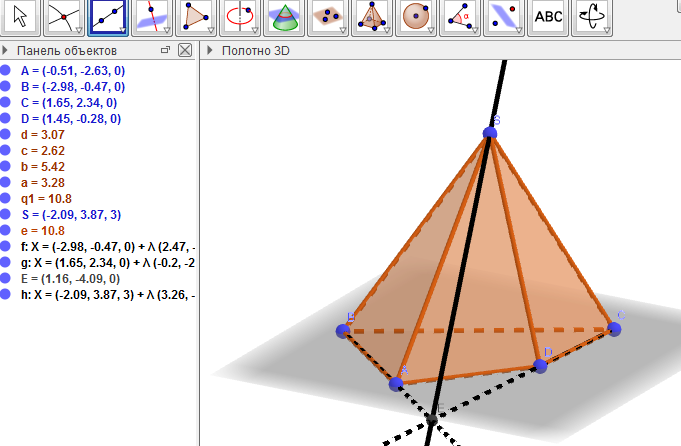 ABC
Панель объектов
Полотно 3D
A = (-0.51, -2.63, 0)
B = (-2.98, -0.47, 0)
C = (1.65, 2.34, 0)
D = (1.45, -0.28, 0)
d = 3.07
c = 2.62
b = 5.42
a = 3.28
q1 = 10.8
S = (-2.09, 3.87, 3)
e = 10.8
f: X = (-2.98, -0.47, 0) + λ (2.47, -
g: X = (1.65, 2.34, 0) + λ (-0.2, -2
E = (1.16, -4.09, 0)
h: X = (-2.09, 3.87, 3) + λ (3.26, -
S
B
C
D
A
E